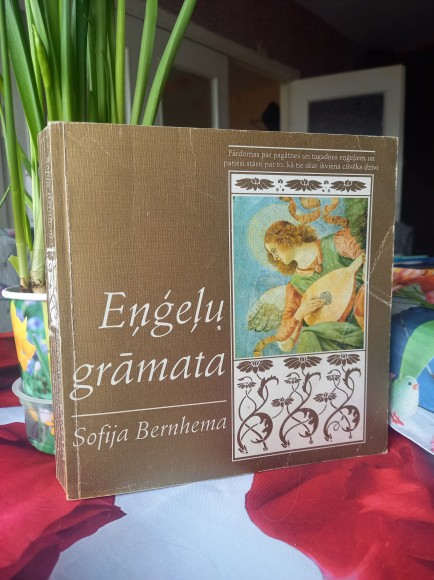 Pārdomas par pagātnes un tagadnes eņģeļiem un
patiesi stāsti par to, kā tie skar ikviena cilvēka dzīvi
Eņģeļu
grāmata
Sofija Bernhema